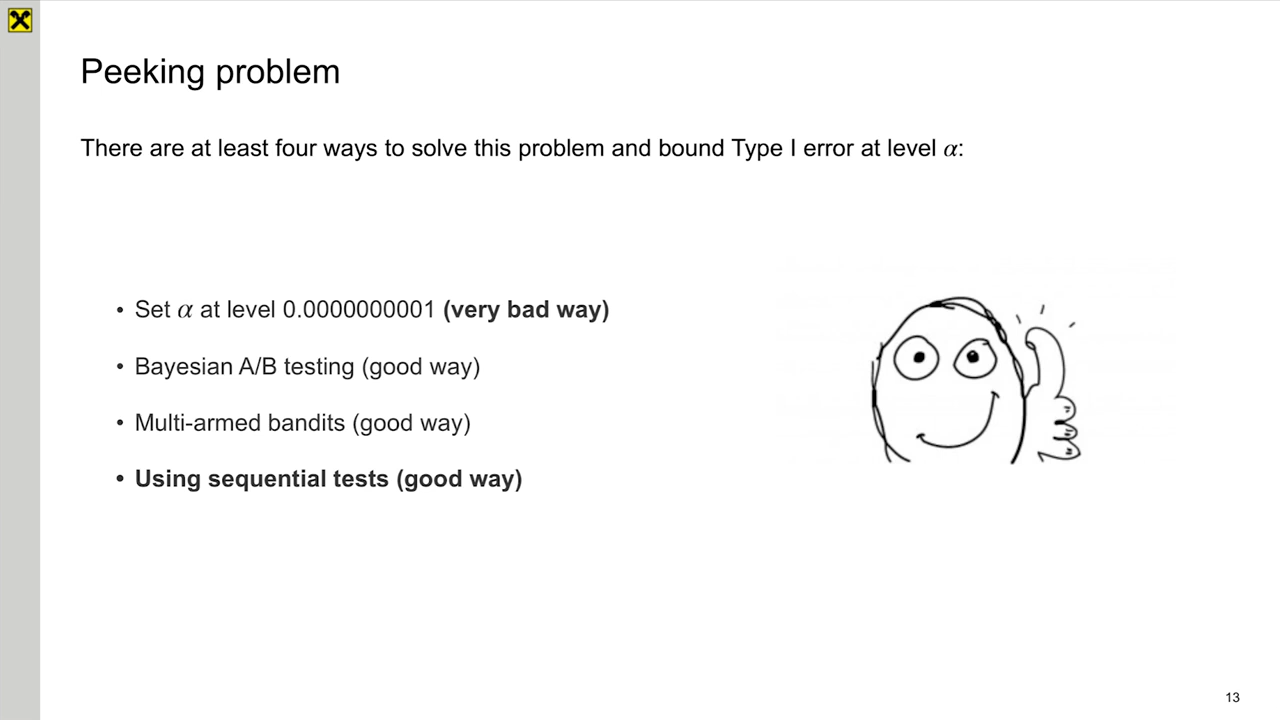 Peeking problem
There are at least four ways to solve this problem and bound Type I error at level α:
• Set α at level 0.0000000001 (very bad way)
• Bayesian A/B testing (good way)
• Multi-armed bandits (good way)
• Using sequential tests (good way)
13